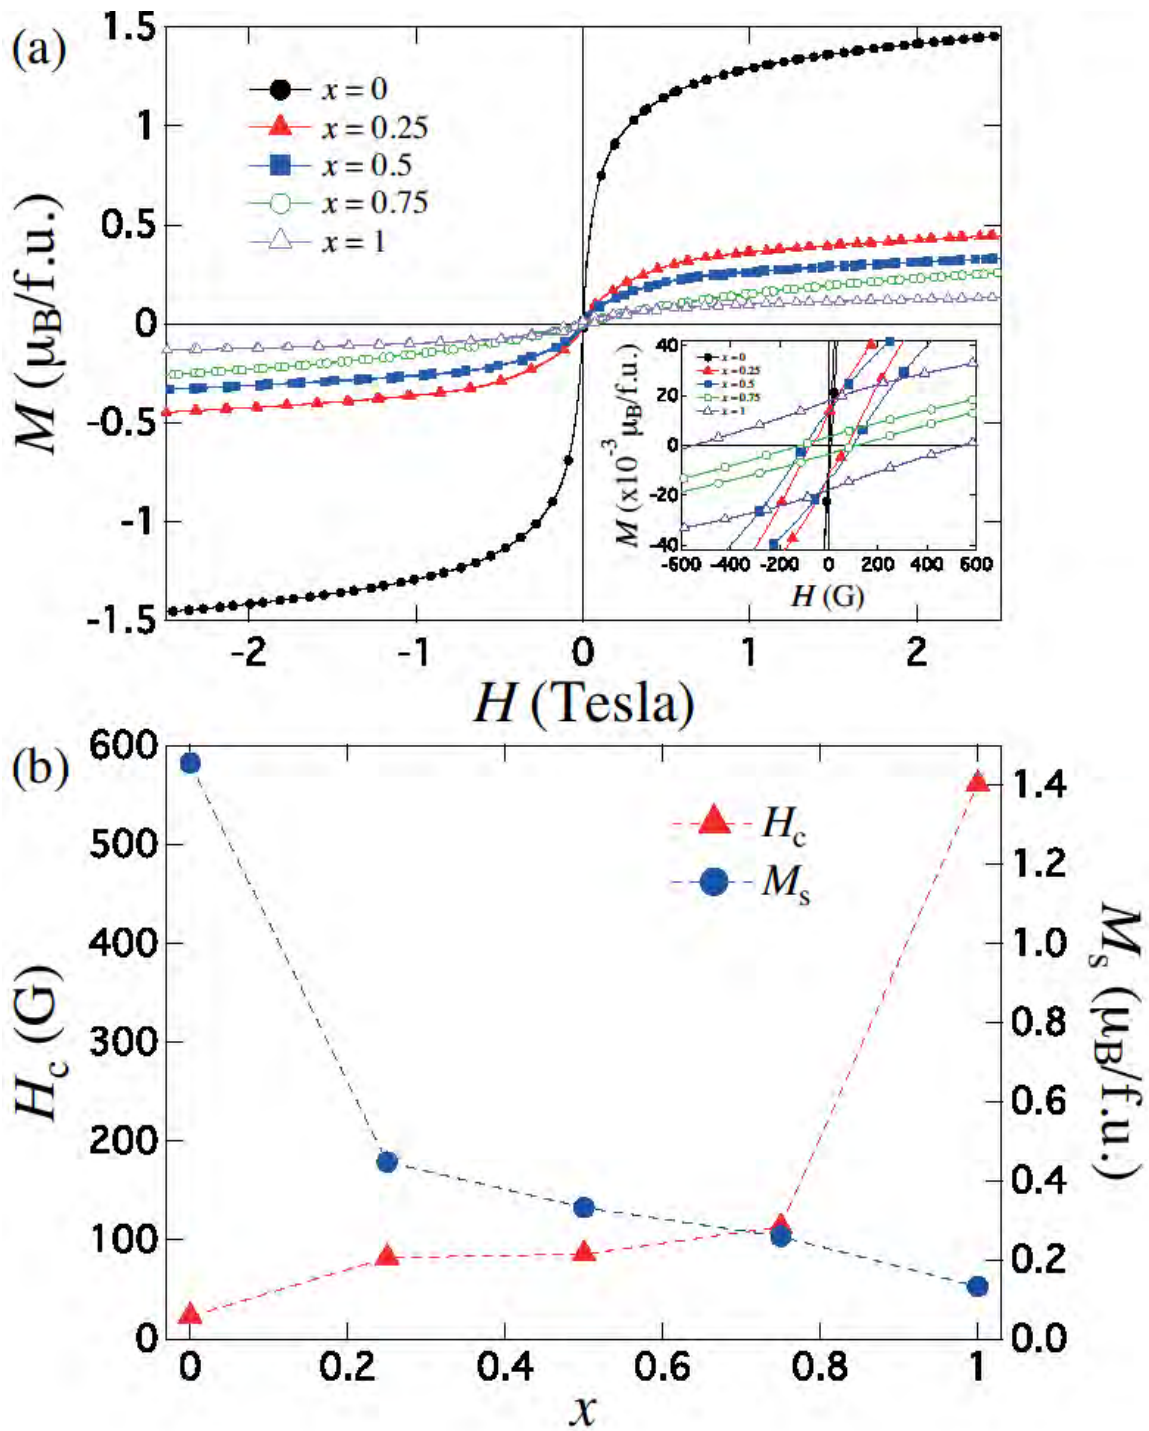 (a)
1.5
1
0.5
0
-0.5
-1
-1.5
M (μB/f.u.)
x = 0
x = 0.25
x = 0.5
x = 0.75
x = 1
-2
-1
0
1
2
H (Tesla)
40
20
0
-20
-40
M (x10-3 μB/f.u.)
x = 0
x = 0.25
x = 0.5
x = 0.75
x = 1
-600
-400
-200
0
200
400
600
H (G)
(b)
600
500
400
300
200
100
0
Hc (G)
Hc
Ms
1.4
1.2
1.0
0.8
0.6
0.4
0.2
0.0
Ms (μB/f.u.)
0
0.2
0.4
0.6
0.8
1
x